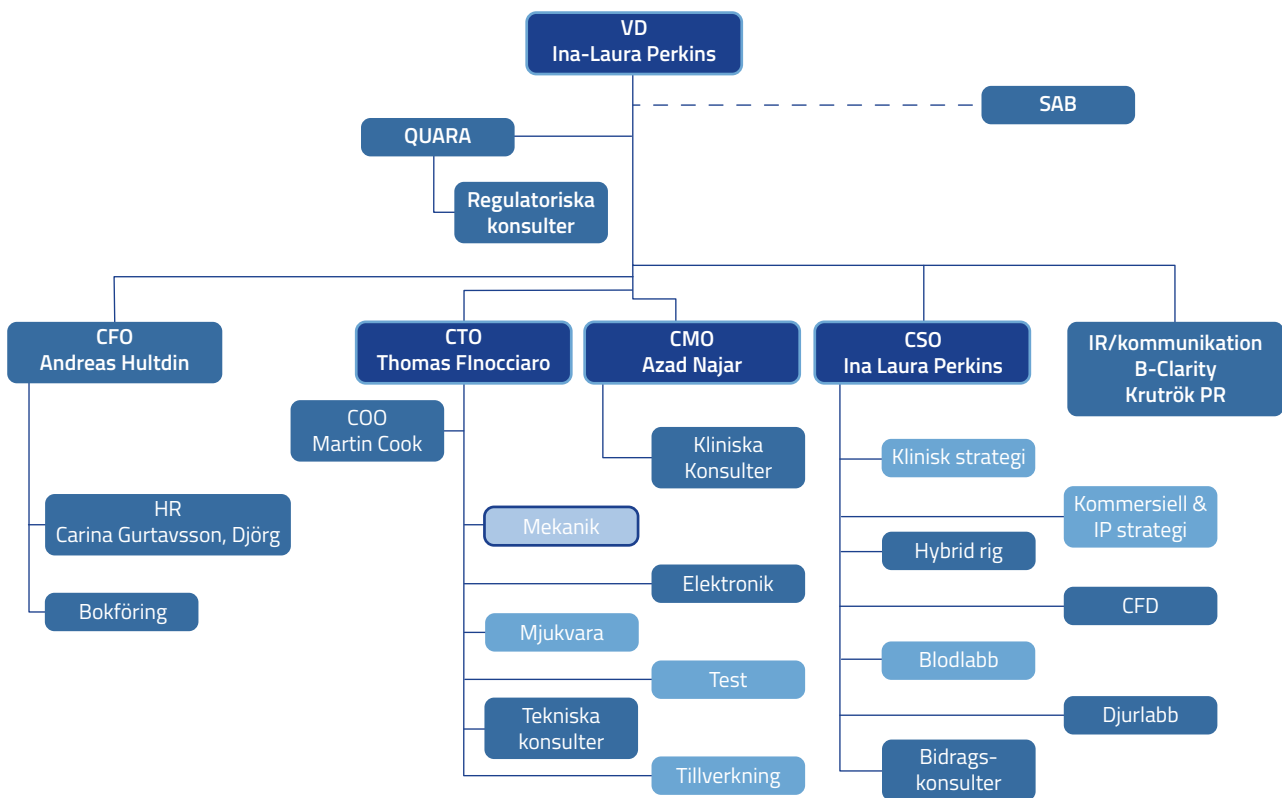 VD
Ina-Laura Perkins
SAB
QUARA
Regulatoriska
konsulter
CFO
Andreas Hultdin
CTO
Thomas FInocciaro
CMO
Azad Najar
CSO
Ina Laura Perkins
IR/kommunikation
B-Clarity
Krutrök PR
COO
Martin Cook
Kliniska
Konsulter
Klinisk strategi
HR
Carina Gurtavsson, Djörg
Mekanik
Kommersiell &
IP strategi
Hybrid rig
Elektronik
Bokföring
CFD
Mjukvara
Blodlabb
Test
Tekniska
konsulter
Djurlabb
Tillverkning
Bidrags-
konsulter